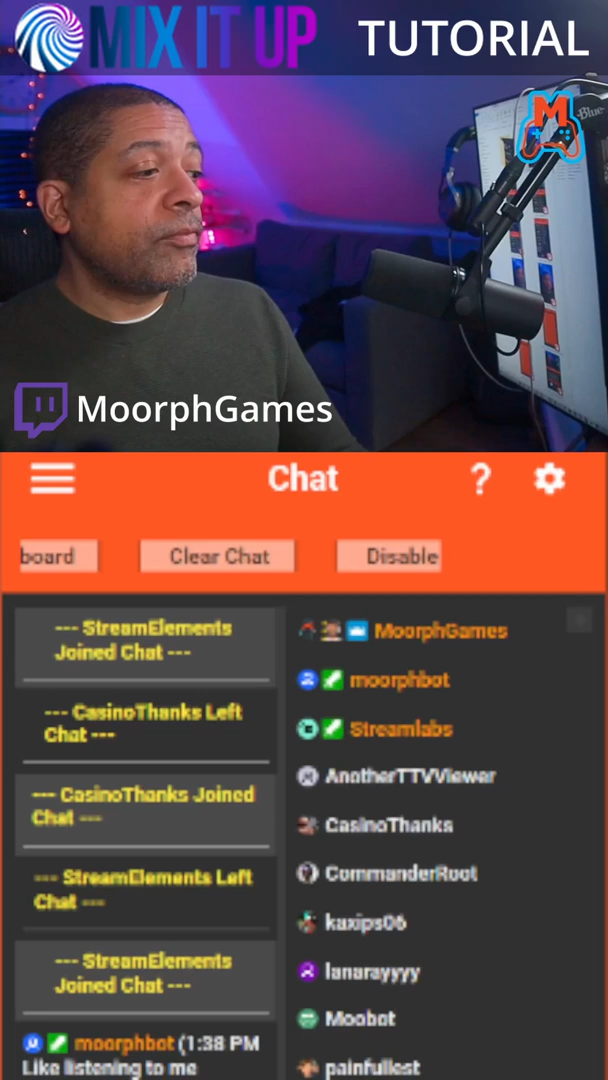 MIX IT UP TUTORIAL
M
Blue
MoorphGames
Chat ?
board Clear Chat Disable
--- StreamElements
Joined Chat ---
--- CasinoThanks Left
Chat ---
--- CasinoThanks Joined
Chat ---
--- StreamElements Left
Chat ---
--- StreamElements
Joined Chat ---
moorphbot (1:38 PM
Like listening to me
MoorphGames
moorphbot
Streamlabs
AnotherTTVViewer
CasinoThanks
CommanderRoot
kaxips06
lanarayyyy
Moobot
painfullest